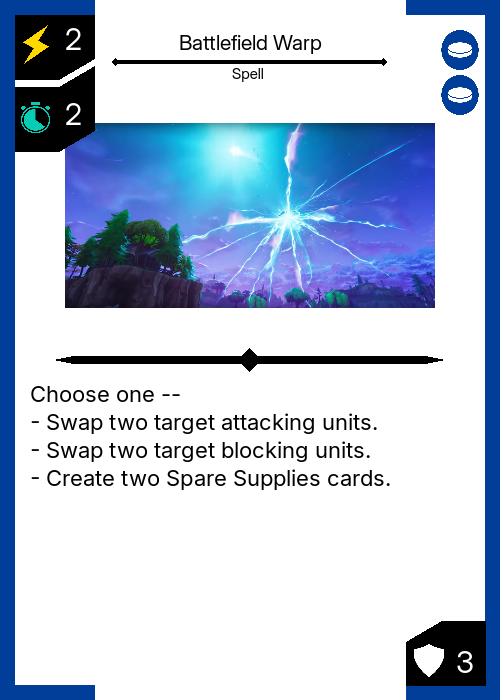 2
Battlefield Warp
Spell
2
Choose one --
- Swap two target attacking units.
- Swap two target blocking units.
- Create two Spare Supplies cards.
3